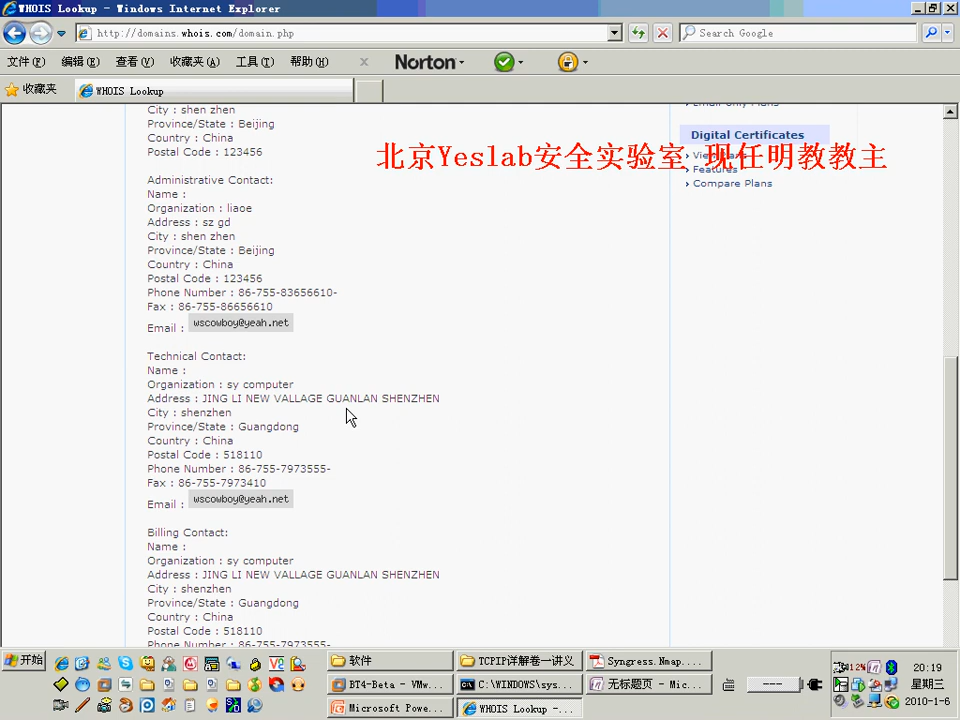 WHOIS Lookup - Windows Internet Explorer
http://domains.whois.com/domain.php
Search Google
文件(F) 编辑(E) 查看(V) 收藏夹(A) 工具(T) 帮助(H) x Norton
收藏夹 WHOIS Lookup
City : shen zhen
Province/State : Beijing
Country : China
Postal Code : 123456
Administrative Contact:
Name :
Organization : liaoe
Address : sz gd
City : shen zhen
Province/State : Beijing
Country : China
Postal Code : 123456
Phone Number : 86-755-83656610-
Fax : 86-755-86656610
Email : wscowboy@yeah.net
Technical Contact:
Name :
Organization : sy computer
Address : JING LI NEW VALLAGE GUANLAN SHENZHEN
City : shenzhen
Province/State : Guangdong
Country : China
Postal Code : 518110
Phone Number : 86-755-7973555-
Fax : 86-755-7973410
Email : wscowboy@yeah.net
Billing Contact:
Name :
Organization : sy computer
Address : JING LI NEW VALLAGE GUANLAN SHENZHEN
City : shenzhen
Province/State : Guangdong
Country : China
Postal Code : 518110
Phone Number : 86-755-7973555-
Email Only Plans
Digital Certificates
Features
Compare Plans
北京Yeslab安全实验室 现任明教教主
开始
软件
TCPIP详解卷一讲义
Syngress.Nmap....
BT4-Beta - VMw...
C:\WINDOWS\sys...
无标题页 - Mic...
Microsoft Powe...
WHOIS Lookup -...
12%
20:19
星期三
2010-1-6